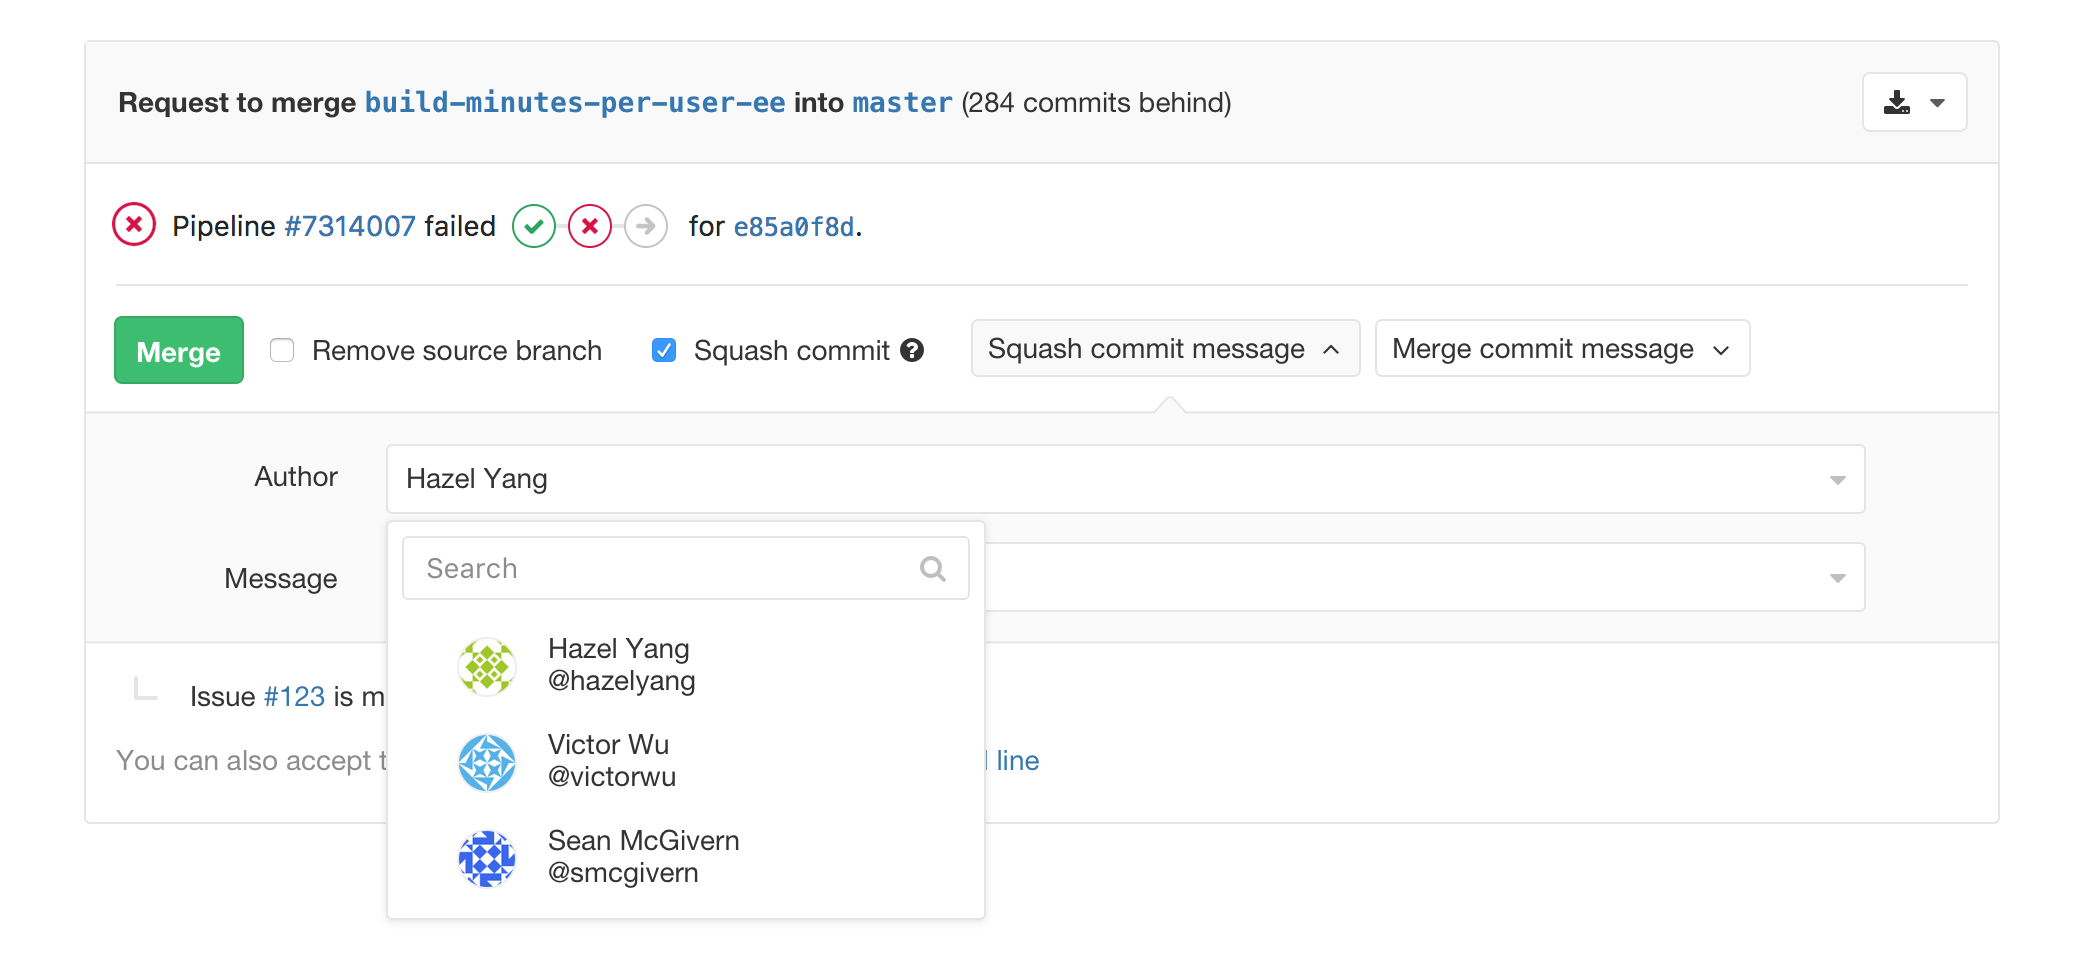 Request to merge build-minutes-per-user-ee into master (284 commits behind)
Pipeline #7314007 failed for e85a0f8d.
Merge Remove source branch Squash commit Squash commit message Merge commit message
Author Hazel Yang
Message
Search
Hazel Yang
@hazelyang
Issue #123 is m
Victor Wu
You can also accept t line
@victorwu
Sean McGivern
@smcgivern